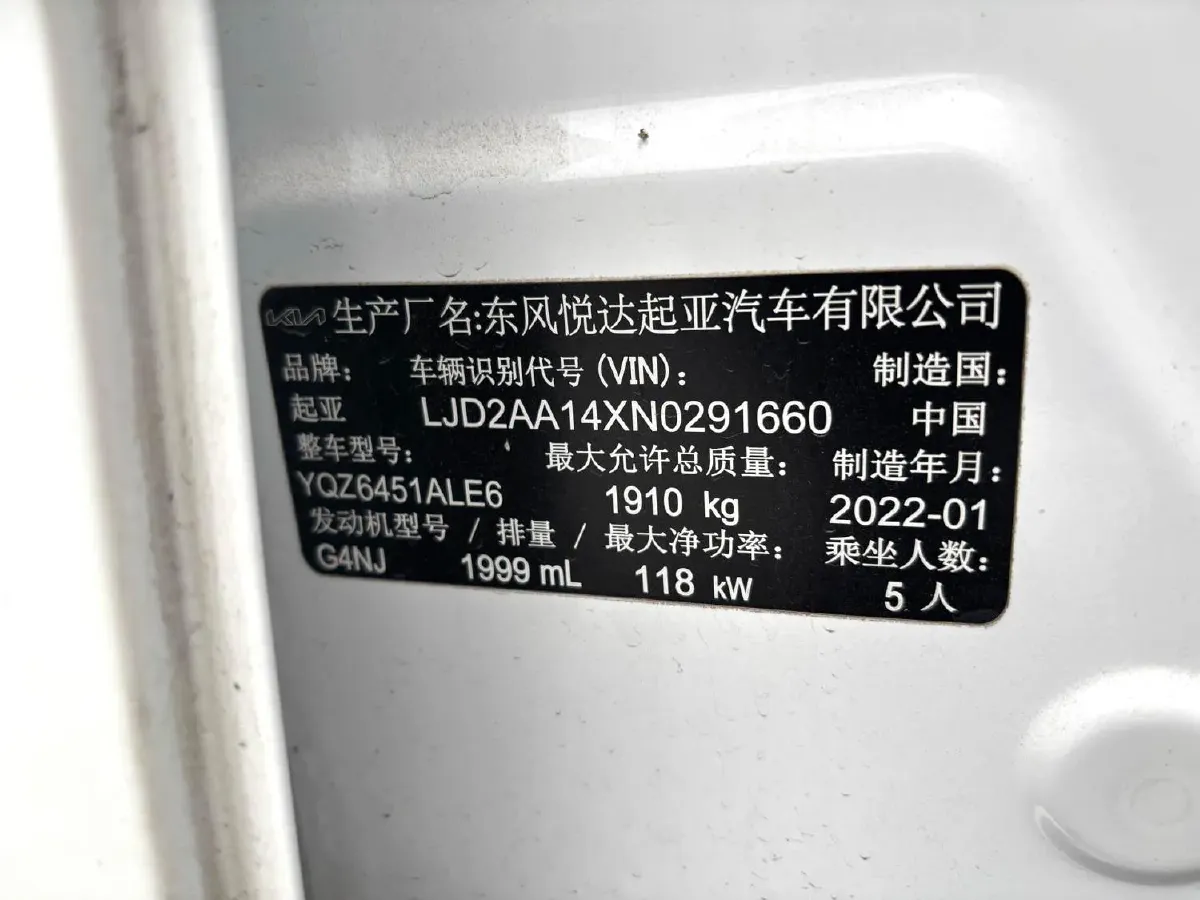 KIA 生产厂名:东风悦达起亚汽车有限公司
品牌: 车辆识别代号(VIN): 制造国:
起亚 LJD2AA14XN0291660 中国
整车型号: 最大允许总质量: 制造年月:
YQZ6451ALE6 1910 kg 2022-01
发动机型号 / 排量 / 最大净功率: 乘坐人数:
G4NJ 1999 mL 118 kW 5 人